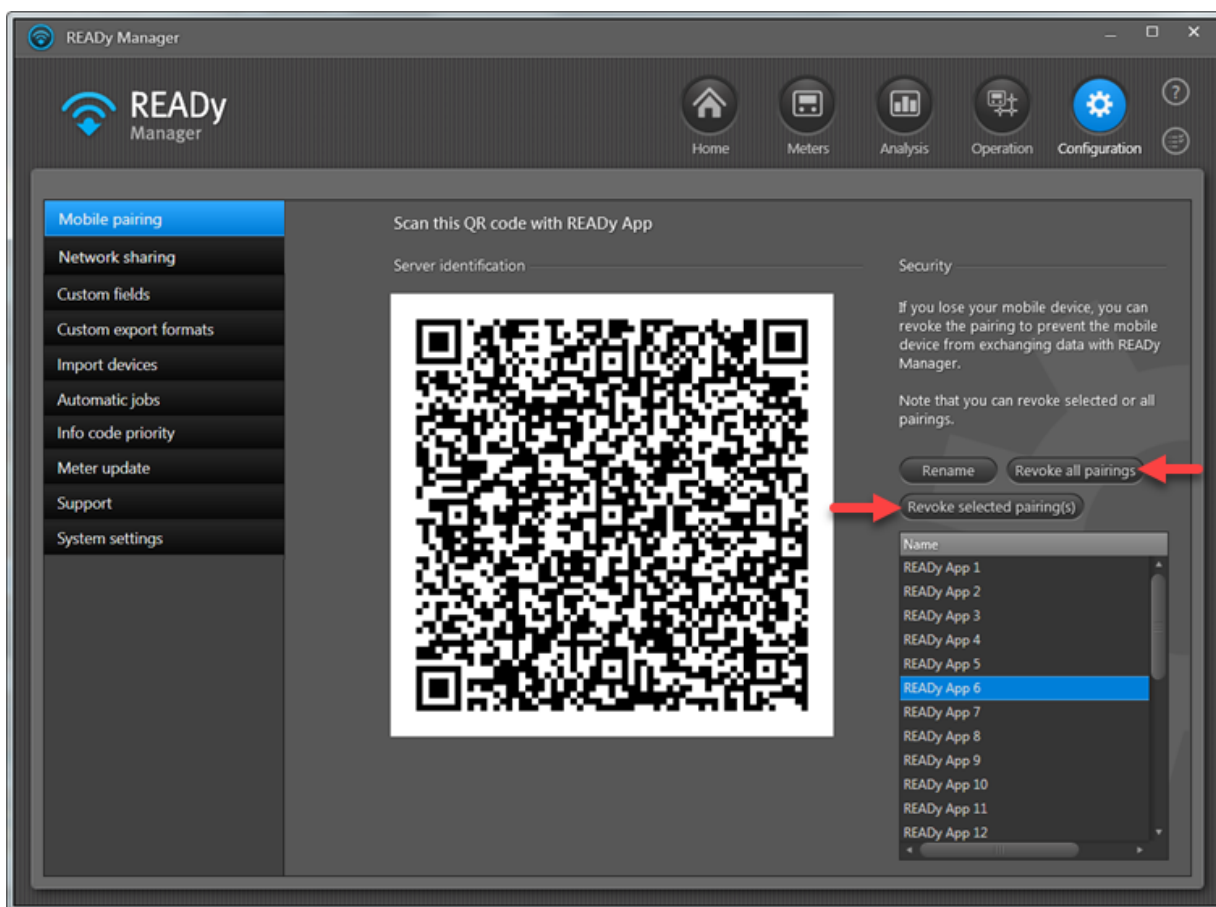 READy Manager
READy
Manager
Home
Meters
Analysis
Operation
Configuration
?
Mobile pairing
Network sharing
Custom fields
Custom export formats
Import devices
Automatic jobs
Info code priority
Meter update
Support
System settings
Scan this QR code with READy App
Server identification
Security
If you lose your mobile device, you can
revoke the pairing to prevent the mobile
device from exchanging data with READy
Manager.
Note that you can revoke selected or all
pairings.
Rename
Revoke all pairings
Revoke selected pairing(s)
Name
READy App 1
READy App 2
READy App 3
READy App 4
READy App 5
READy App 6
READy App 7
READy App 8
READy App 9
READy App 10
READy App 11
READy App 12